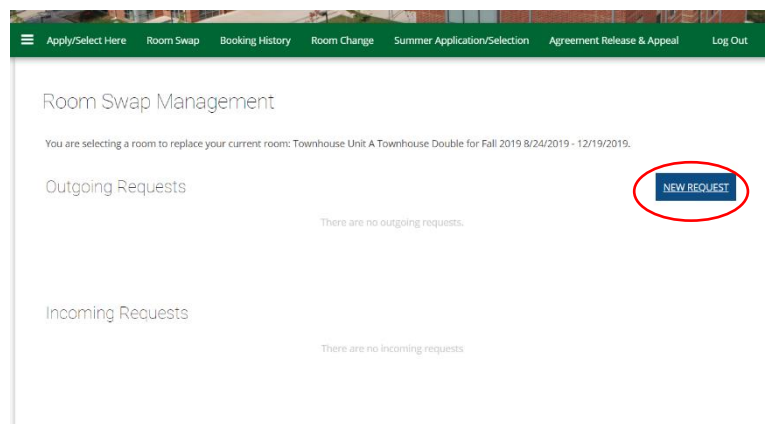 Apply/Select Here Room Swap Booking History Room Change Summer Application/Selection Agreement Release & Appeal Log Out
Room Swap Management
You are selecting a room to replace your current room: Townhouse Unit A Townhouse Double for Fall 2019 8/24/2019 - 12/19/2019.
Outgoing Requests
NEW REQUEST
There are no outgoing requests.
Incoming Requests
There are no incoming requests